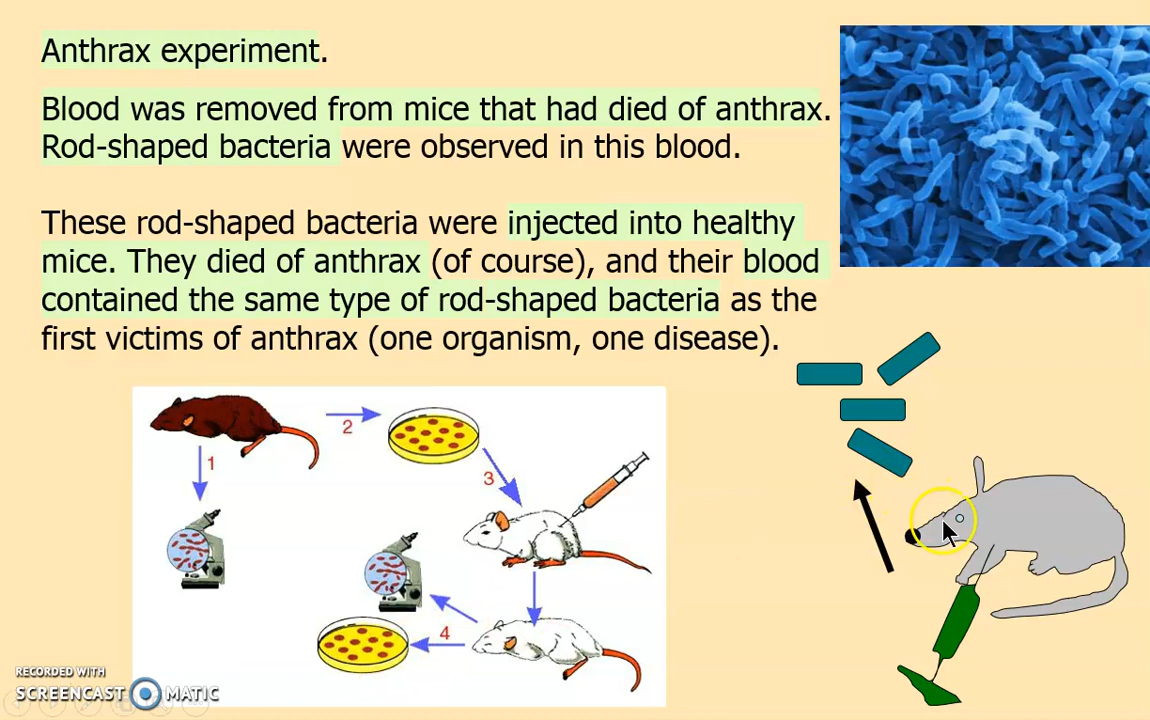 Anthrax experiment.
Blood was removed from mice that had died of anthrax.
Rod-shaped bacteria were observed in this blood.
These rod-shaped bacteria were injected into healthy
mice. They died of anthrax (of course), and their blood
contained the same type of rod-shaped bacteria as the
first victims of anthrax (one organism, one disease).
2
1
3
4
RECORDED WITH
SCREENCAST MATIC